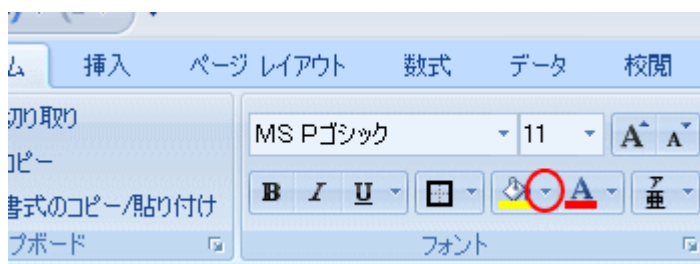 ム 挿入 ページ レイアウト 数式 データ 校閲
切り取り
コピー
書式のコピー/貼り付け
プボード
MS Pゴシック 11 A A
B I U A ア亜
フォント